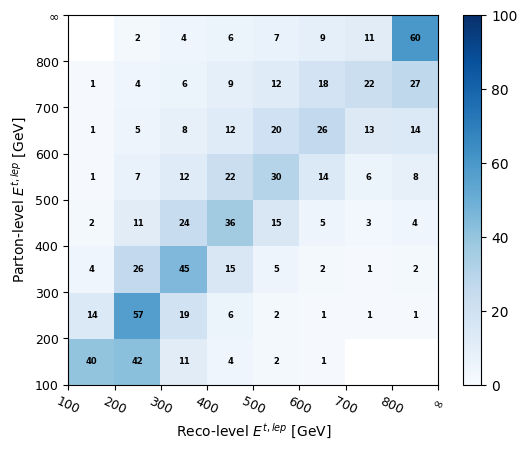 ∞ 2 4 6 7 9 11 60
800
1 4 6 9 12 18 22 27
700
1 5 8 12 20 26 13 14
600
1 7 12 22 30 14 6 8
500
2 11 24 36 15 5 3 4
400
4 26 45 15 5 2 1 2
300
14 57 19 6 2 1 1 1
200
40 42 11 4 2 1
100
100 200 300 400 500 600 700 800 ∞
Reco-level E^{t, lep} [GeV]
Parton-level E^{t, lep} [GeV]
100
80
60
40
20
0